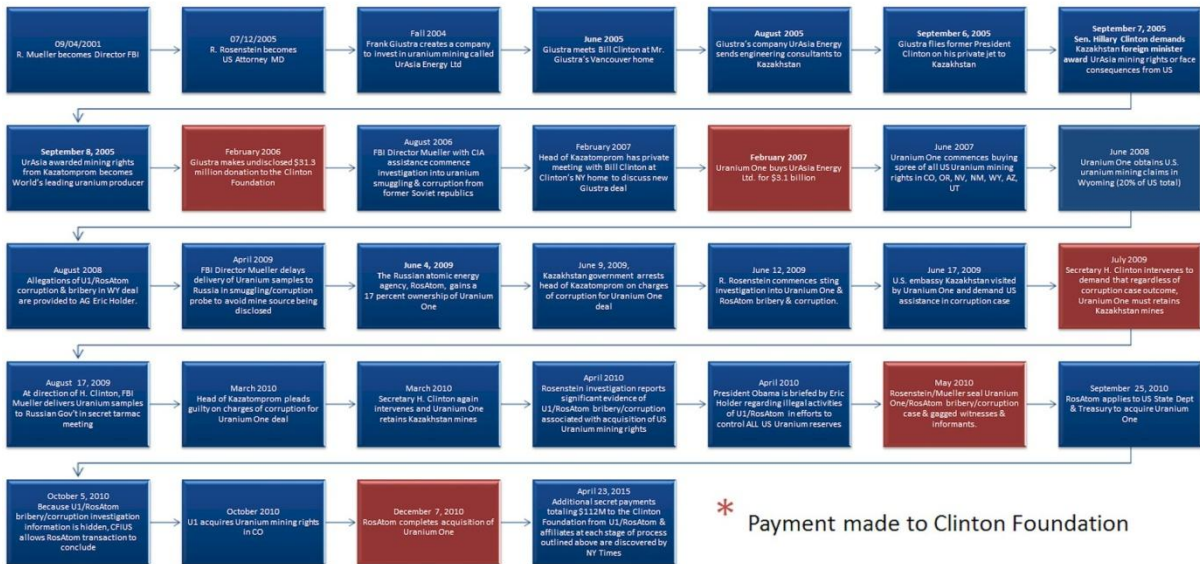 09/04/2001
R. Mueller becomes Director FBI
07/12/2005
R. Rosenstein becomes
US Attorney MD
Fall 2004
Frank Giustra creates a company
to invest in uranium mining called
UrAsia Energy Ltd
June 2005
Giustra meets Bill Clinton at Mr.
Giustra's Vancouver home
August 2005
Giustra's company UrAsia Energy
sends engineering consultants to
Kazakhstan
September 6, 2005
Giustra flies former President
Clinton on his private jet to
Kazakhstan
September 7, 2005
Sen. Hillary Clinton demands
Kazakhstan foreign minister
award UrAsia mining rights or face
consequences from US
September 8, 2005
UrAsia awarded mining rights
from Kazatomprom becomes
World's leading uranium producer
February 2006
Giustra makes undisclosed $31.3
million donation to the Clinton
Foundation
August 2006
FBI Director Mueller with CIA
assistance commence
investigation into uranium
smuggling & corruption from
former Soviet republics
February 2007
Head of Kazatomprom has private
meeting with Bill Clinton at
Clinton's NY home to discuss new
Giustra deal
February 2007
Uranium One buys UrAsia Energy
Ltd. for $3.1 billion
June 2007
Uranium One commences buying
spree of all US Uranium mining
rights in CO, OR, NV, NM, WY, AZ,
UT
June 2008
Uranium One obtains U.S.
uranium mining claims in
Wyoming (20% of US total)
August 2008
Allegations of U1/RosAtom
corruption & bribery in WY deal
are provided to AG Eric Holder.
April 2009
FBI Director Mueller delays
delivery of Uranium samples to
Russia in smuggling/corruption
probe to avoid mine source being
disclosed
June 4, 2009
The Russian atomic energy
agency, RosAtom, gains a
17 percent ownership of Uranium
One
June 9, 2009,
Kazakhstan government arrests
head of Kazatomprom on charges
of corruption for Uranium One
deal
June 12, 2009
R. Rosenstein commences sting
investigation into Uranium One &
RosAtom bribery & corruption.
June 17, 2009
U.S. embassy Kazakhstan visited
by Uranium One and demand US
assistance in corruption case
July 2009
Secretary H. Clinton intervenes to
demand that regardless of
corruption case outcome,
Uranium One must retains
Kazakhstan mines
August 17, 2009
At direction of H. Clinton, FBI
Mueller delivers Uranium samples
to Russian Gov't in secret tarmac
meeting
March 2010
Head of Kazatomprom pleads
guilty on charges of corruption for
Uranium One deal
March 2010
Secretary H. Clinton again
intervenes and Uranium One
retains Kazakhstan mines
April 2010
Rosenstein investigation reports
significant evidence of
U1/RosAtom bribery/corruption
associated with acquisition of US
Uranium mining rights
April 2010
President Obama is briefed by Eric
Holder regarding illegal activities
of U1/RosAtom in efforts to
control ALL US Uranium reserves
May 2010
Rosenstein/Mueller seal Uranium
One/RosAtom bribery/corruption
case & gagged witnesses &
informants.
September 25, 2010
RosAtom applies to US State Dept
& Treasury to acquire Uranium
One
October 5, 2010
Because U1/RosAtom
bribery/corruption investigation
information is hidden, CFIUS
allows RosAtom transaction to
conclude
October 2010
U1 acquires Uranium mining rights
in CO
December 7, 2010
RosAtom completes acquisition of
Uranium One
April 23, 2015
Additional secret payments
totaling $112M to the Clinton
Foundation from U1/RosAtom &
affiliates at each stage of process
outlined above are discovered by
NY Times
* Payment made to Clinton Foundation